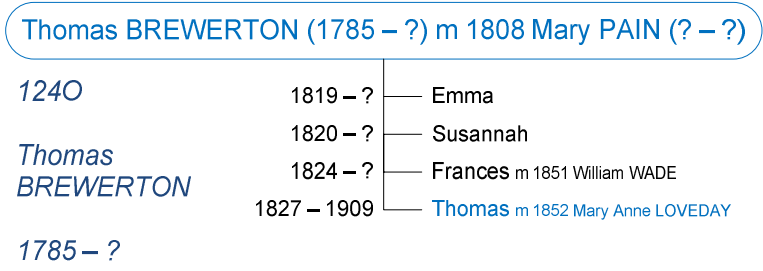 Thomas BREWERTON (1785 – ?) m 1808 Mary PAIN (? – ?)
124O
Thomas
BREWERTON
1785 – ?
1819 – ? Emma
1820 – ? Susannah
1824 – ? Frances m 1851 William WADE
1827 – 1909 Thomas m 1852 Mary Anne LOVEDAY